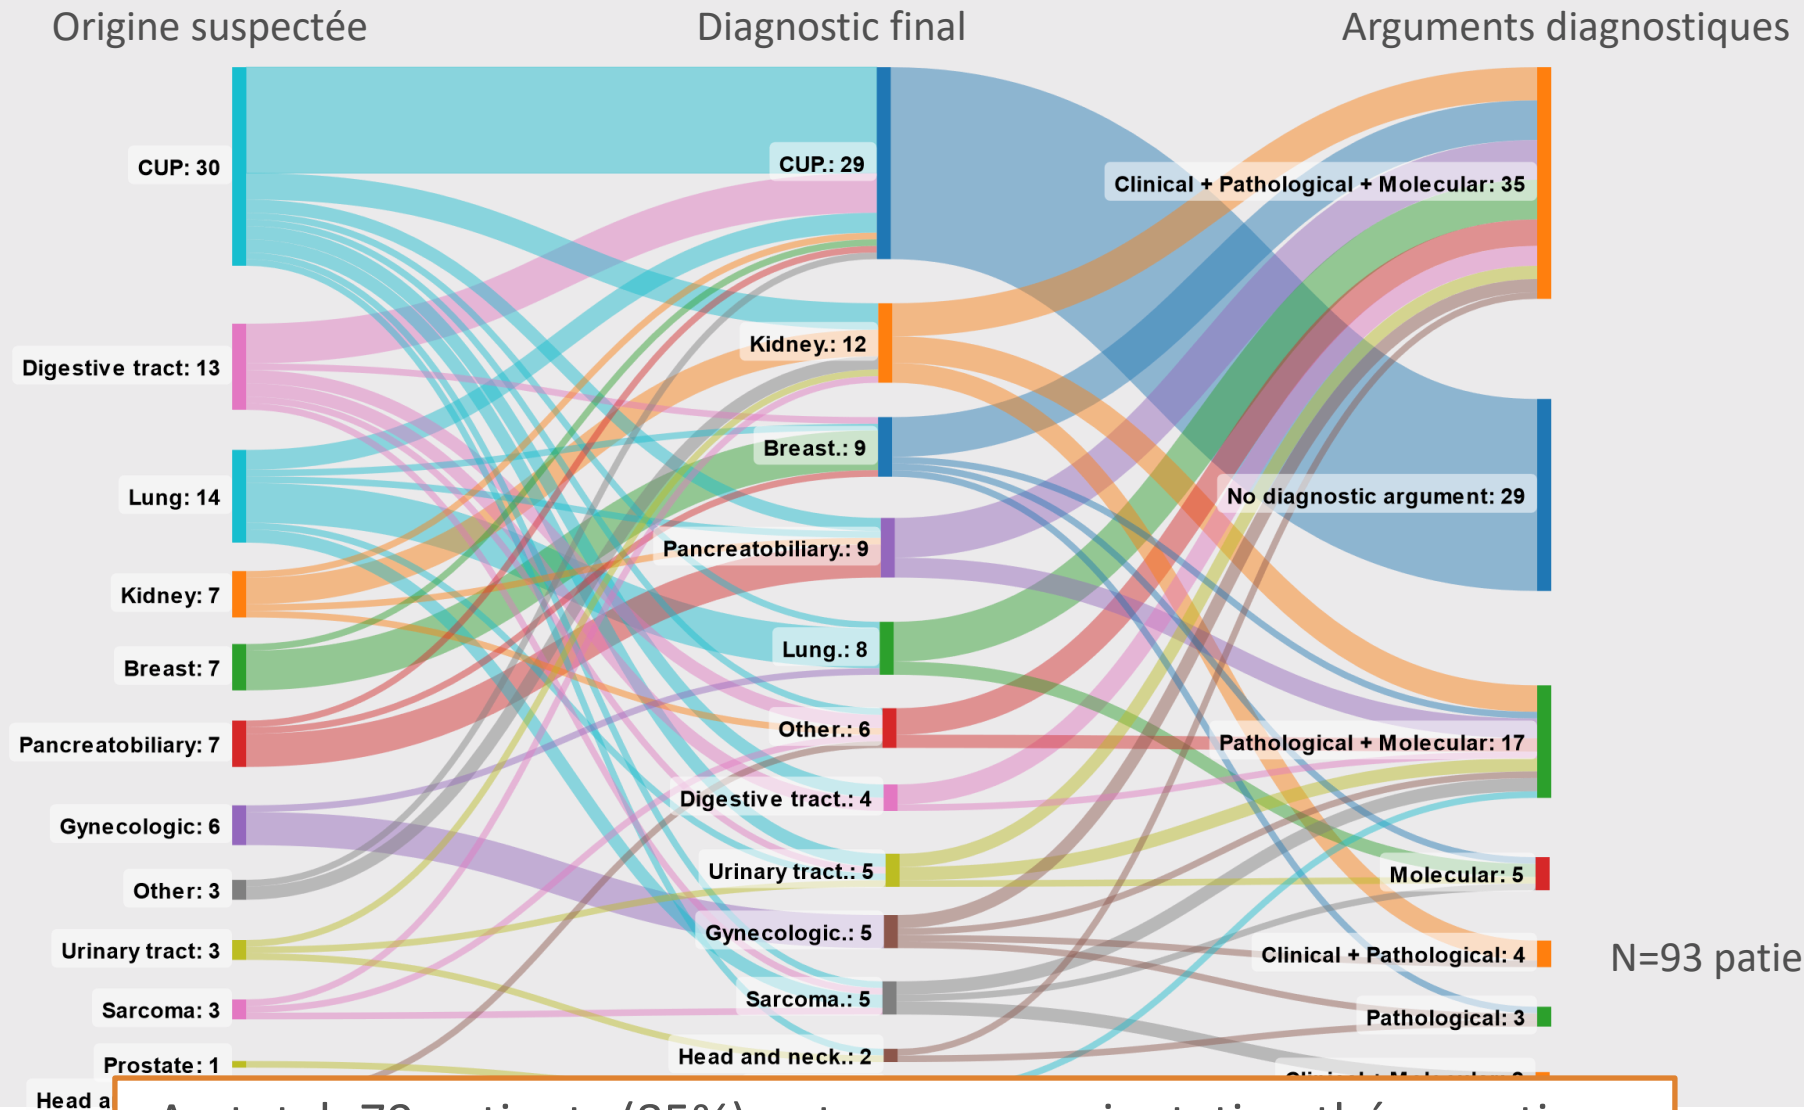 Origine suspectée
Diagnostic final
Arguments diagnostiques
CUP: 30
Digestive tract: 13
Lung: 14
Kidney: 7
Breast: 7
Pancreatobiliary: 7
Gynecologic: 6
Other: 3
Urinary tract: 3
Sarcoma: 3
Prostate: 1
Head a
CUP.: 29
Kidney.: 12
Breast.: 9
Pancreatobiliary.: 9
Lung.: 8
Other.: 6
Digestive tract.: 4
Urinary tract.: 5
Gynecologic.: 5
Sarcoma.: 5
Head and neck.: 2
Clinical + Pathological + Molecular: 35
No diagnostic argument: 29
Pathological + Molecular: 17
Molecular: 5
Clinical + Pathological: 4
Pathological: 3
N=93 patie